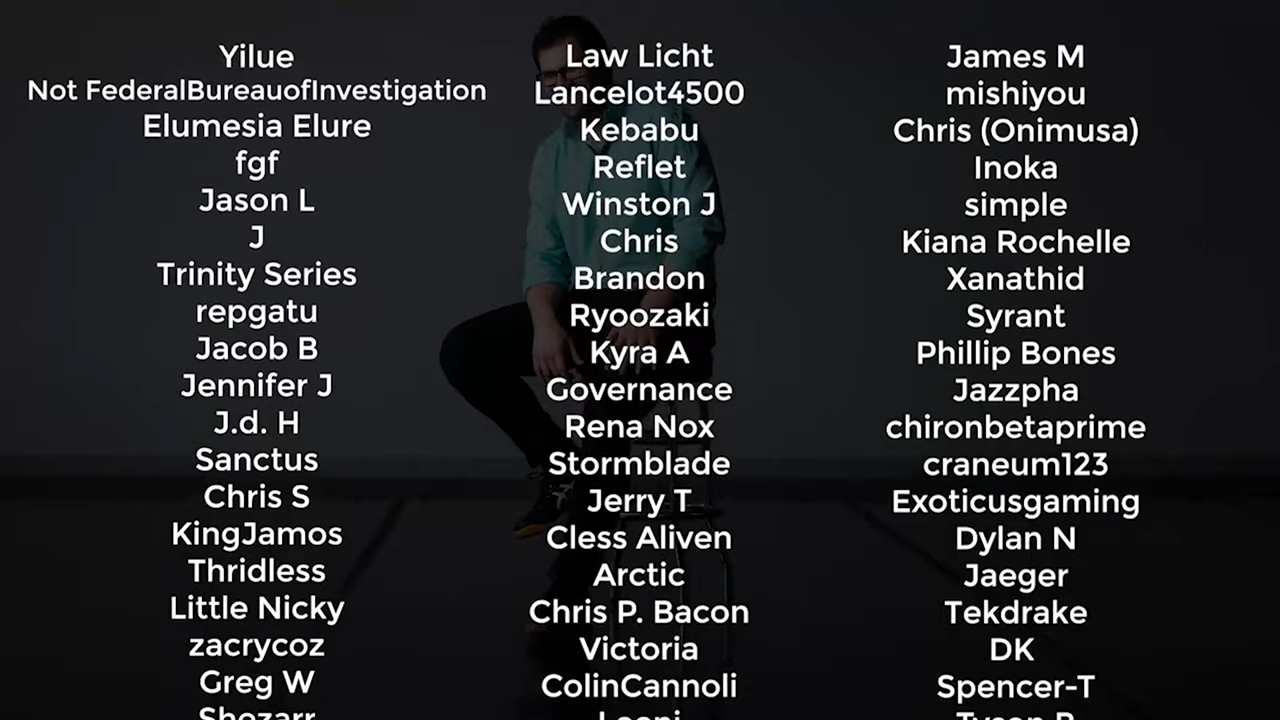 Yilue
Not FederalBureauofInvestigation
Elumesia Elure
fgf
Jason L
J
Trinity Series
repgatu
Jacob B
Jennifer J
J.d. H
Sanctus
Chris S
KingJamos
Thridless
Little Nicky
zacrycoz
Greg W
Shezarr
Law Licht
Lancelot4500
Kebabu
Reflet
Winston J
Chris
Brandon
Ryoozaki
Kyra A
Governance
Rena Nox
Stormblade
Jerry T
Cless Aliven
Arctic
Chris P. Bacon
Victoria
ColinCannoli
James M
mishiyou
Chris (Onimusa)
Inoka
simple
Kiana Rochelle
Xanathid
Syrant
Phillip Bones
Jazzpha
chironbetaprime
craneum123
Exoticusgaming
Dylan N
Jaeger
Tekdrake
DK
Spencer-T